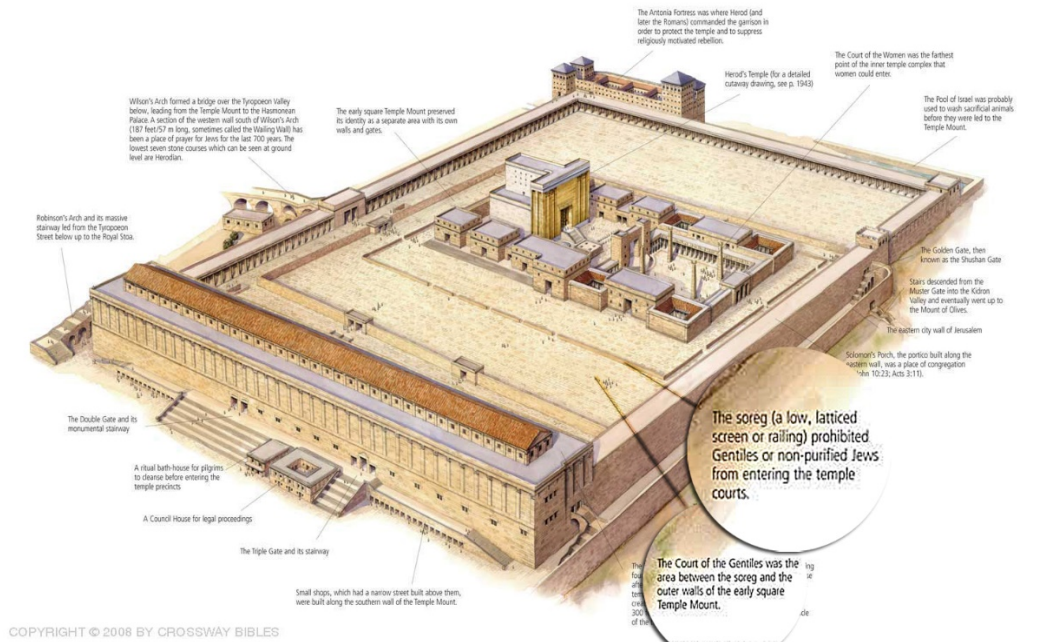 The Antonia Fortress was where Herod (and
later the Romans) commanded the garrison in
order to protect the temple and to suppress
religiously motivated rebellion.
The Court of the Women was the farthest
point of the inner temple complex that
women could enter.
Herod's Temple (for a detailed
cutaway drawing, see p. 1943)
Wilson's Arch formed a bridge over the Tyropoeon Valley
below, leading from the Temple Mount to the Hasmonean
Palace. A section of the western wall south of Wilson's Arch
(187 feet/57 m long, sometimes called the Wailing Wall) has
been a place of prayer for Jews for the last 700 years. The
lowest seven stone courses which can be seen at ground
level are Herodian.
The early square Temple Mount preserved
its identity as a separate area with its own
walls and gates.
The Pool of Israel was probably
used to wash sacrificial animals
before they were led to the
Temple Mount.
Robinson's Arch and its massive
stairway led from the Tyropoeon
Street below up to the Royal Stoa.
The Golden Gate, then
known as the Shushan Gate
Stairs descended from the
Muster Gate into the Kidron
Valley and eventually went up to
the Mount of Olives.
The eastern city wall of Jerusalem
Solomon's Porch, the portico built along the
eastern wall, was a place of congregation
John 10:23; Acts 3:11).
The soreg (a low, latticed
screen or railing) prohibited
Gentiles or non-purified Jews
from entering the temple
courts.
The Double Gate and its
monumental stairway
A ritual bath-house for pilgrims
to cleanse before entering the
temple precincts
A Council House for legal proceedings
The Triple Gate and its stairway
Small shops, which had a narrow street built above them,
were built along the southern wall of the Temple Mount.
The Court of the Gentiles was the
area between the soreg and the
outer walls of the early square
Temple Mount.
The
of the
COPYRIGHT © 2008 BY CROSSWAY BIBLES